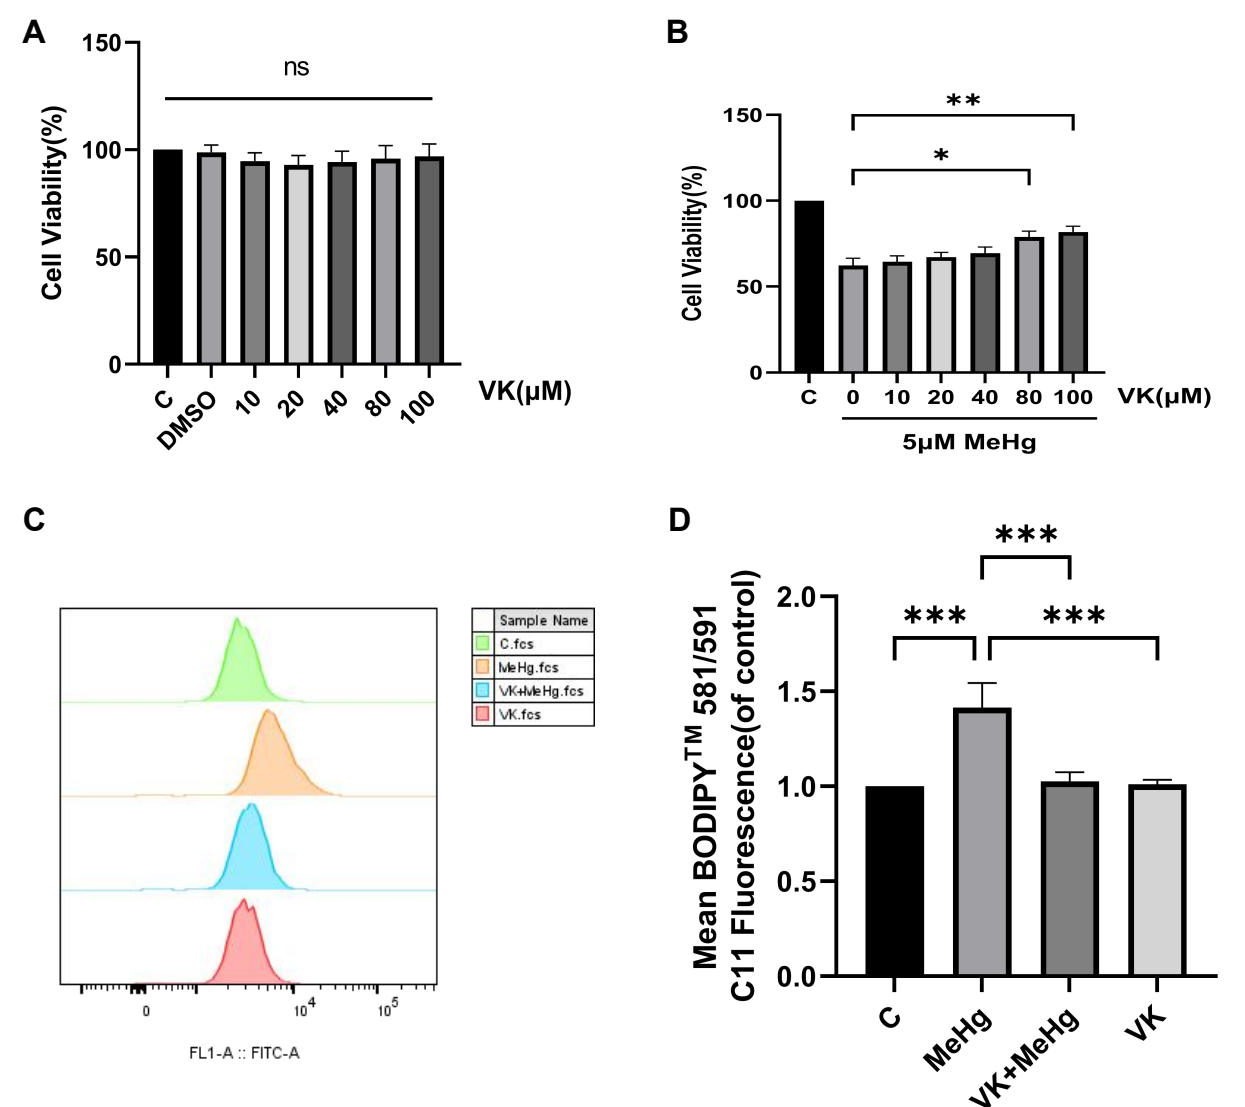 A
150
100
50
0
Cell Viability(%)
ns
C
DMSO
10
20
40
80
100
VK(μM)
B
150
100
50
0
Cell Viability(%)
**
*
C
0
10
20
40
80
100
VK(μM)
5μM MeHg
C
Sample Name
C.fcs
MeHg.fcs
VK+MeHg.fcs
VK.fcs
0
10^4
10^5
FL1-A :: FITC-A
D
Mean BODIPY™ 581/591
C11 Fluorescence(of control)
2.0
1.5
1.0
0.5
0.0
***
***
***
C
MeHg
VK+MeHg
VK